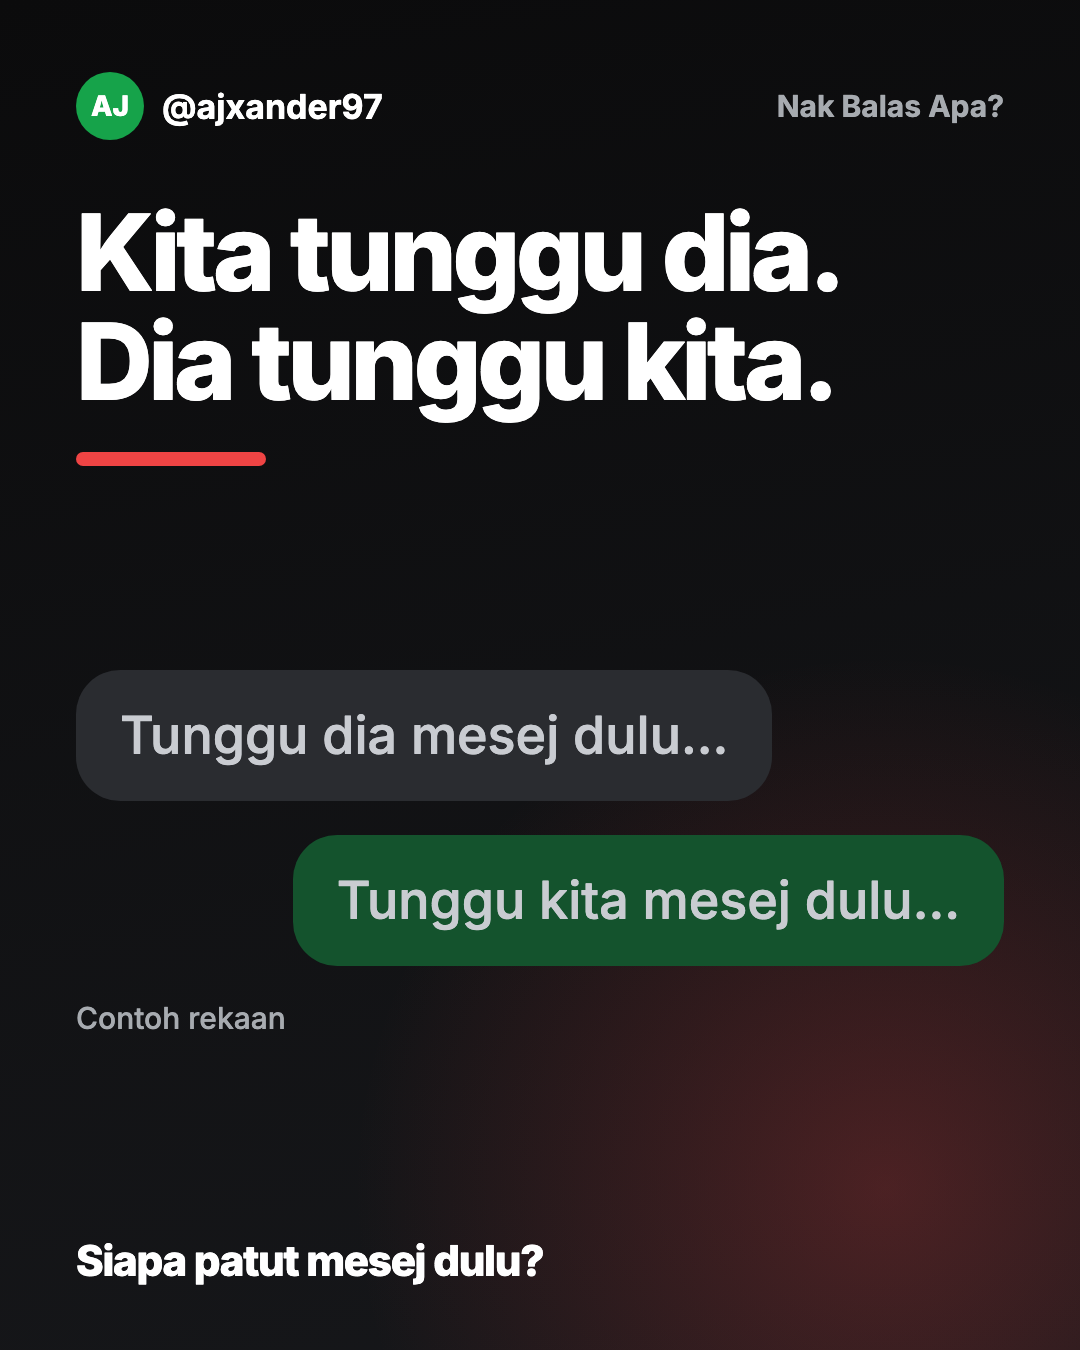 AJ @ajxander97
Nak Balas Apa?
Kita tunggu dia.
Dia tunggu kita.
Tunggu dia mesej dulu...
Tunggu kita mesej dulu...
Contoh rekaan
Siapa patut mesej dulu?